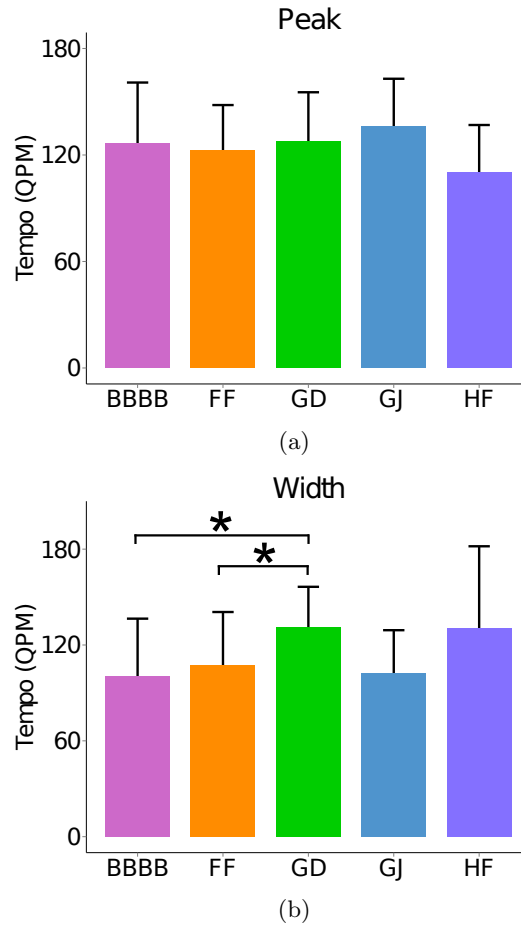 Peak
Tempo (QPM)
180
120
60
0
BBBB FF GD GJ HF
(a)
Width
Tempo (QPM)
180
120
60
0
* 
*
BBBB FF GD GJ HF
(b)